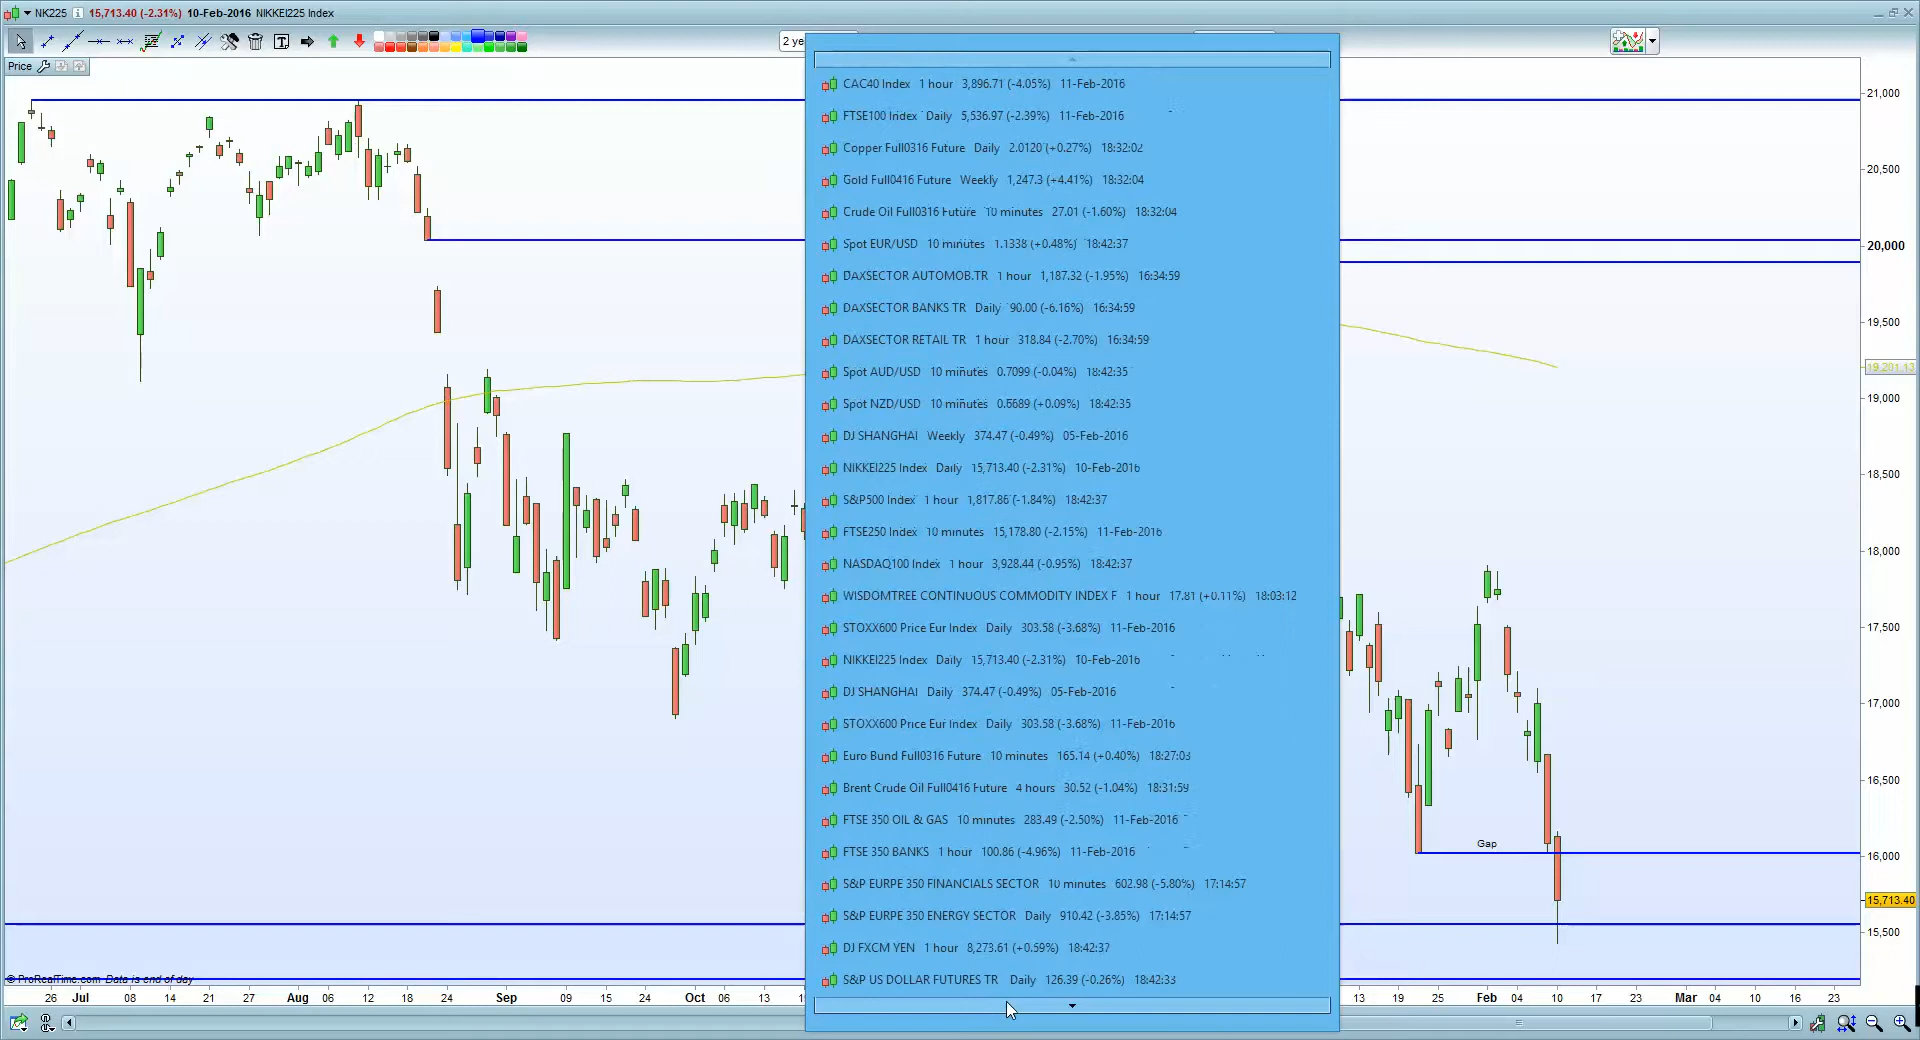 NK225 15,713.40 (-2.31%) 10-Feb-2016 NIKKEI225 Index
Price
CAC40 Index 1 hour 3,896.71 (-4.05%) 11-Feb-2016
FTSE100 Index Daily 5,536.97 (-2.39%) 11-Feb-2016
Copper Full0316 Future Daily 2.0120 (+0.27%) 18:32:02
Gold Full0416 Future Weekly 1,247.3 (+4.41%) 18:32:04
Crude Oil Full0316 Future 10 minutes 27.01 (-1.60%) 18:32:04
Spot EUR/USD 10 minutes 1.1338 (+0.48%) 18:42:37
DAXSECTOR AUTOMOB.TR 1 hour 1,187.32 (-1.95%) 16:34:59
DAXSECTOR BANKS TR Daily 90.00 (-6.16%) 16:34:59
DAXSECTOR RETAIL TR 1 hour 318.84 (-2.70%) 16:34:59
Spot AUD/USD 10 minutes 0.7099 (-0.04%) 18:42:35
Spot NZD/USD 10 minutes 0.6689 (+0.09%) 18:42:35
DJ SHANGHAI Weekly 374.47 (-0.49%) 05-Feb-2016
NIKKEI225 Index Daily 15,713.40 (-2.31%) 10-Feb-2016
S&P500 Index 1 hour 1,817.86 (-1.84%) 18:42:37
FTSE250 Index 10 minutes 15,178.80 (-2.15%) 11-Feb-2016
NASDAQ100 Index 1 hour 3,928.44 (-0.95%) 18:42:37
WISDOMTREE CONTINUOUS COMMODITY INDEX F 1 hour 17.81 (+0.11%) 18:03:12
STOXX600 Price Eur Index Daily 303.58 (-3.68%) 11-Feb-2016
NIKKEI225 Index Daily 15,713.40 (-2.31%) 10-Feb-2016
DJ SHANGHAI Daily 374.47 (-0.49%) 05-Feb-2016
STOXX600 Price Eur Index Daily 303.58 (-3.68%) 11-Feb-2016
Euro Bund Full0316 Future 10 minutes 165.14 (+0.40%) 18:27:03
Brent Crude Oil Full0416 Future 4 hours 30.52 (-1.04%) 18:31:59
FTSE 350 OIL & GAS 10 minutes 283.49 (-2.50%) 11-Feb-2016
FTSE 350 BANKS 1 hour 100.86 (-4.96%) 11-Feb-2016
S&P EURPE 350 FINANCIALS SECTOR 10 minutes 602.98 (-5.80%) 17:14:57
S&P EURPE 350 ENERGY SECTOR Daily 910.42 (-3.85%) 17:14:57
DJ FXCM YEN 1 hour 8,273.61 (+0.59%) 18:42:37
S&P US DOLLAR FUTURES TR Daily 126.39 (-0.26%) 18:42:33
21,000
20,500
20,000
19,500
19,201.13
19,000
18,500
18,000
17,500
17,000
16,500
Gap
16,000
15,713.40
15,500
© ProRealTime.com Data is end of day
26 Jul 08 14 21 27 Aug 06 12 18 24 Sep 09 15 Oct 06 13 13 19 25 Feb 04 10 17 23 Mar 04 10 16 23